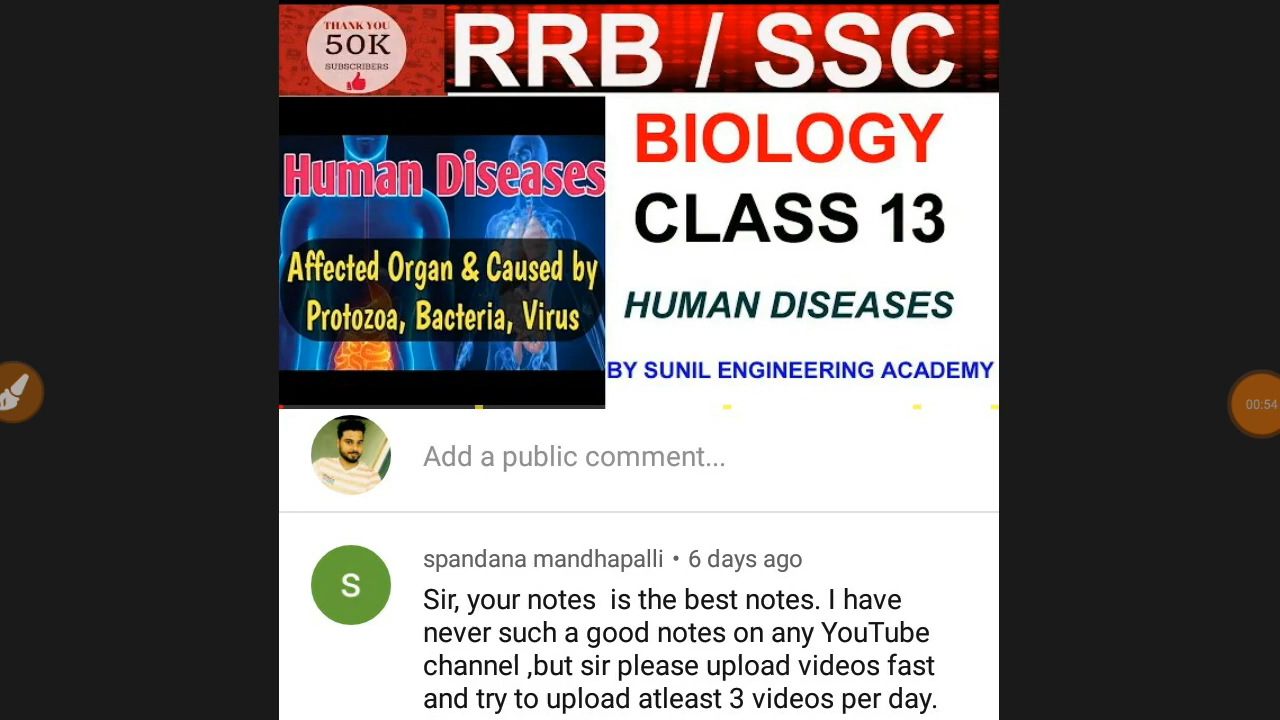 THANK YOU
50K
SUBSCRIBERS
RRB / SSC
Human Diseases
Affected Organ & Caused by
Protozoa, Bacteria, Virus
BIOLOGY
CLASS 13
HUMAN DISEASES
BY SUNIL ENGINEERING ACADEMY
00:54
Add a public comment...
S
spandana mandhapalli • 6 days ago
Sir, your notes  is the best notes. I have
never such a good notes on any YouTube
channel ,but sir please upload videos fast
and try to upload atleast 3 videos per day.